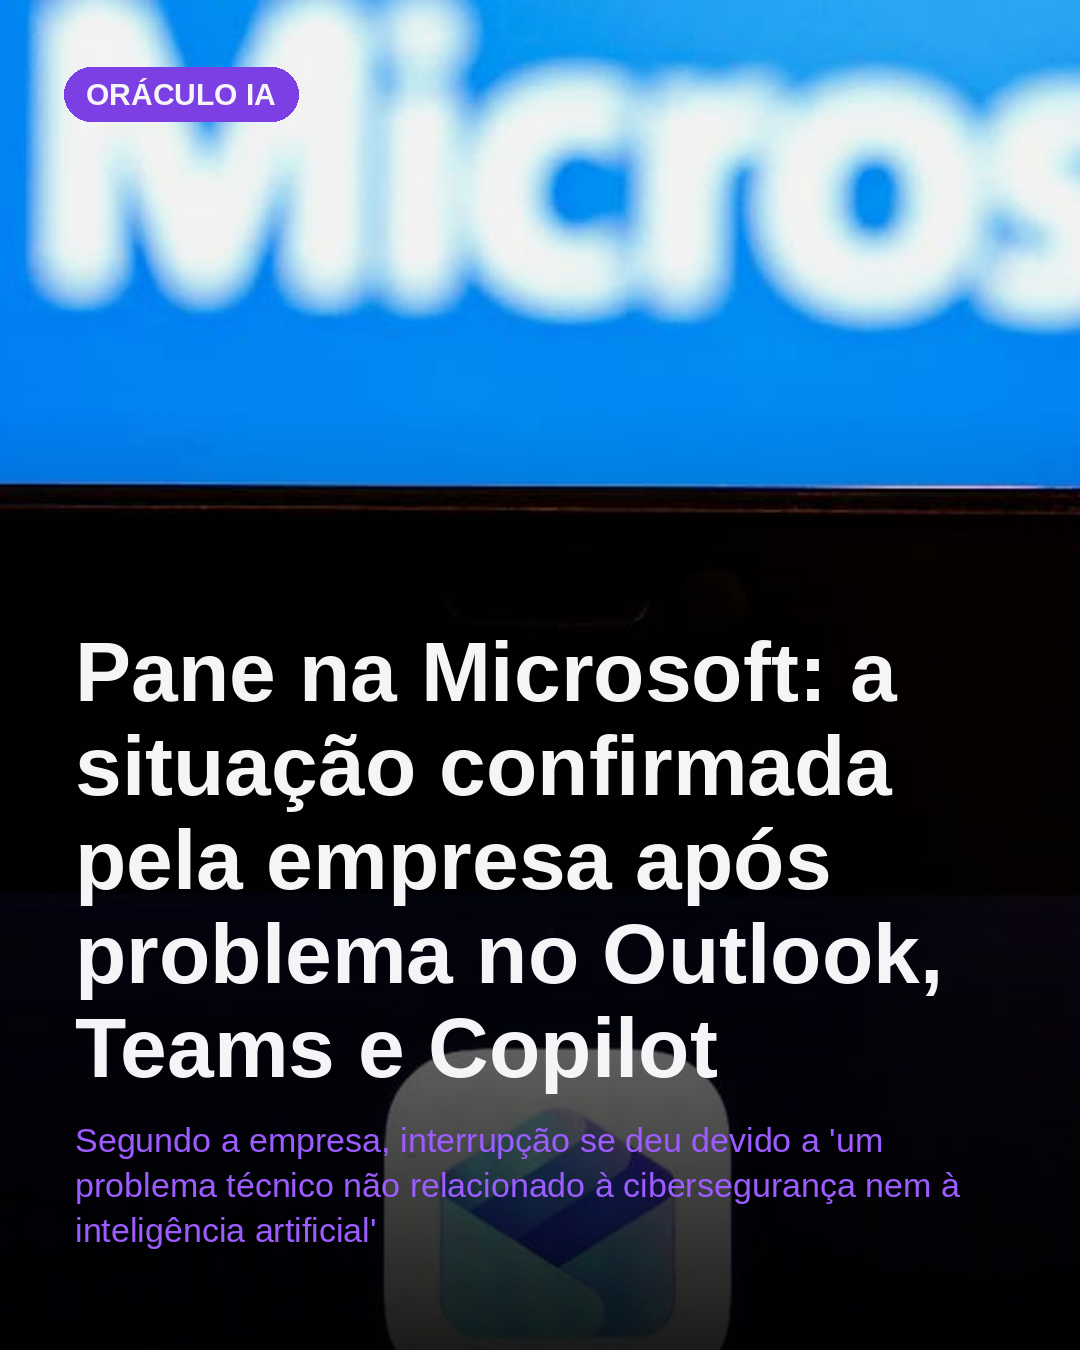 Micros
ORÁCULO IA
Pane na Microsoft: a
situação confirmada
pela empresa após
problema no Outlook,
Teams e Copilot
Segundo a empresa, interrupção se deu devido a 'um
problema técnico não relacionado à cibersegurança nem à
inteligência artificial'